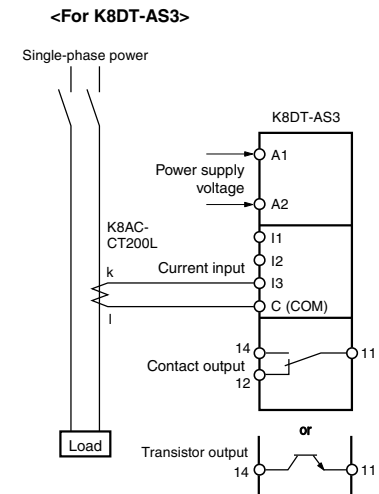 <For K8DT-AS3>
Single-phase power
K8DT-AS3
A1
Power supply
voltage
A2
K8AC-
CT200L
I1
I2
k
Current input
I3
l
C (COM)
14
11
Contact output
12
or
Load
Transistor output
14
11